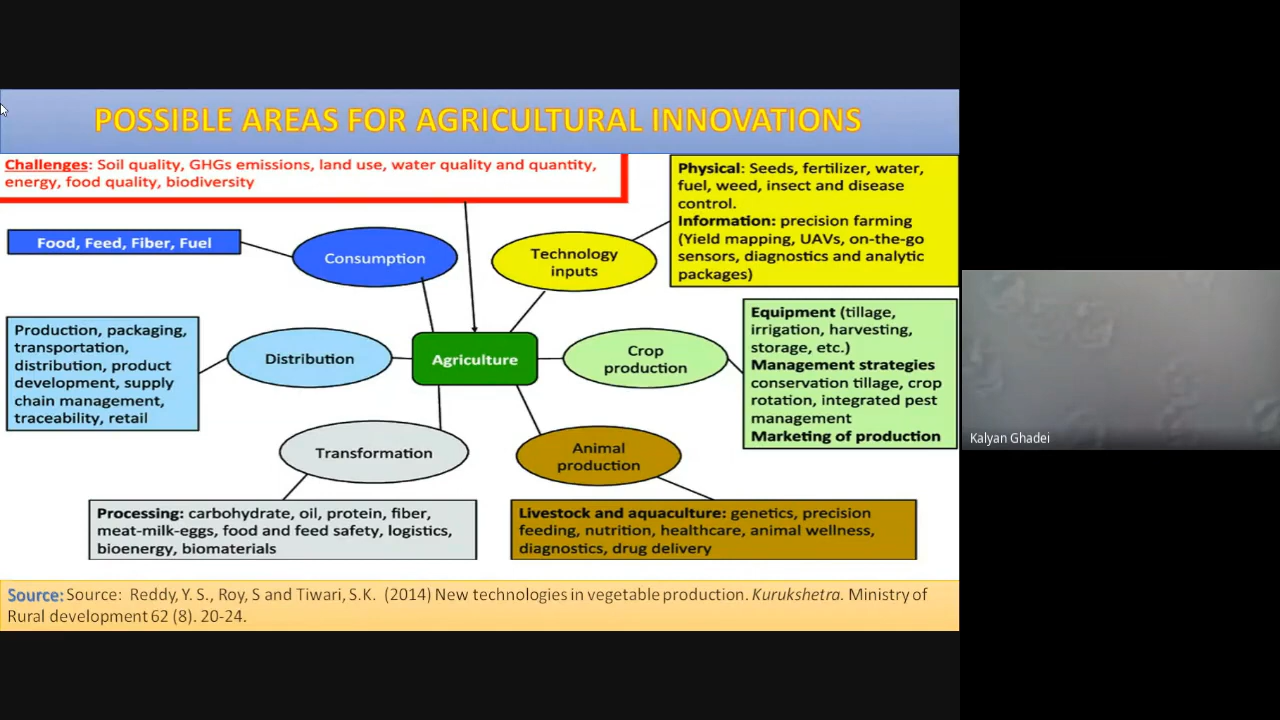 POSSIBLE AREAS FOR AGRICULTURAL INNOVATIONS
Challenges: Soil quality, GHGs emissions, land use, water quality and quantity,
energy, food quality, biodiversity
Physical: Seeds, fertilizer, water,
fuel, weed, insect and disease
control.
Information: precision farming
(Yield mapping, UAVs, on-the-go
sensors, diagnostics and analytic
packages)
Food, Feed, Fiber, Fuel
Consumption
Technology
inputs
Equipment (tillage,
irrigation, harvesting,
storage, etc.)
Management strategies
conservation tillage, crop
rotation, integrated pest
management
Marketing of production
Production, packaging,
transportation,
distribution, product
development, supply
chain management,
traceability, retail
Distribution
Agriculture
Crop
production
Transformation
Animal
production
Processing: carbohydrate, oil, protein, fiber,
meat-milk-eggs, food and feed safety, logistics,
bioenergy, biomaterials
Livestock and aquaculture: genetics, precision
feeding, nutrition, healthcare, animal wellness,
diagnostics, drug delivery
Source: Source: Reddy, Y. S., Roy, S and Tiwari, S.K. (2014) New technologies in vegetable production. Kurukshetra. Ministry of
Rural development 62 (8). 20-24.
Kalyan Ghadei